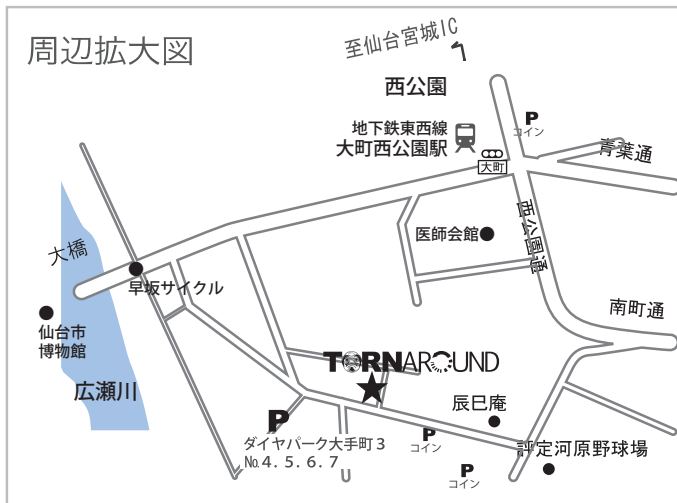 周辺拡大図
至仙台宮城IC
西公園
地下鉄東西線
大町西公園駅
P
コイン
大町
青葉通
医師会館
西公園通
大橋
早坂サイクル
仙台市
博物館
広瀬川
南町通
TURNAROUND
辰巳庵
P
ダイヤパーク大手町3
№4.5.6.7
P
コイン
評定河原野球場
P
コイン